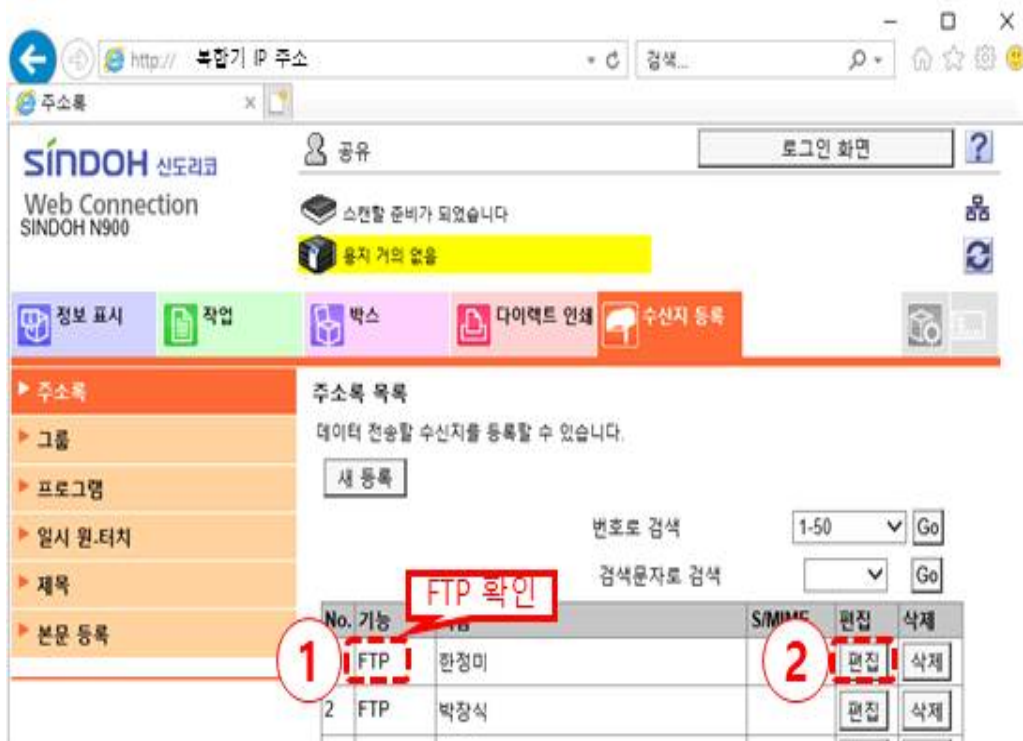 http:// 복합기 IP 주소
검색...
주소록
SINDOH 신도리코
공유
로그인 화면
?
Web Connection
SINDOH N900
스캔할 준비가 되었습니다
용지 거의 없음
정보 표시
작업
박스
다이렉트 인쇄
수신지 등록
주소록
그룹
프로그램
일시 원.터치
제목
본문 등록
주소록 목록
데이터 전송할 수신지를 등록할 수 있습니다.
새 등록
번호로 검색 1-50 Go
검색문자로 검색 Go
FTP 확인
No. 기능 S/MIME 편집 삭제
1 FTP 한정미 2 편집 삭제
2 FTP 박창식 편집 삭제